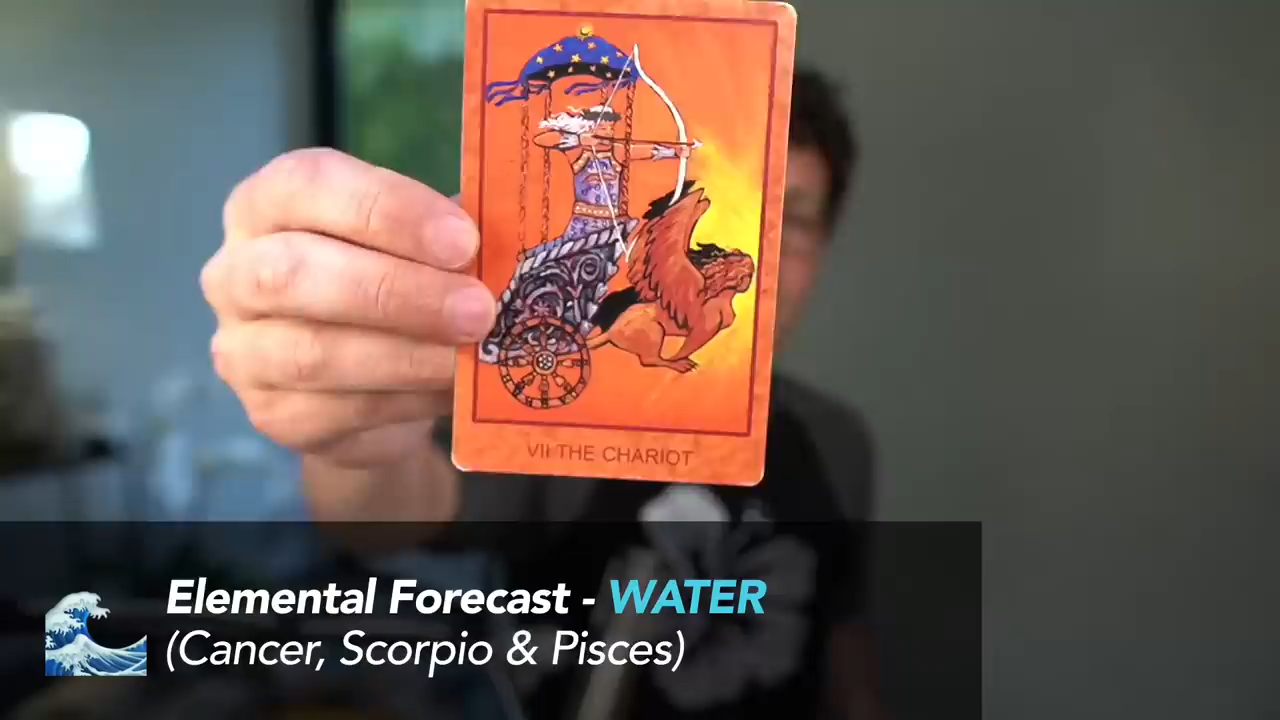 VII THE CHARIOT
Elemental Forecast - WATER
(Cancer, Scorpio & Pisces)